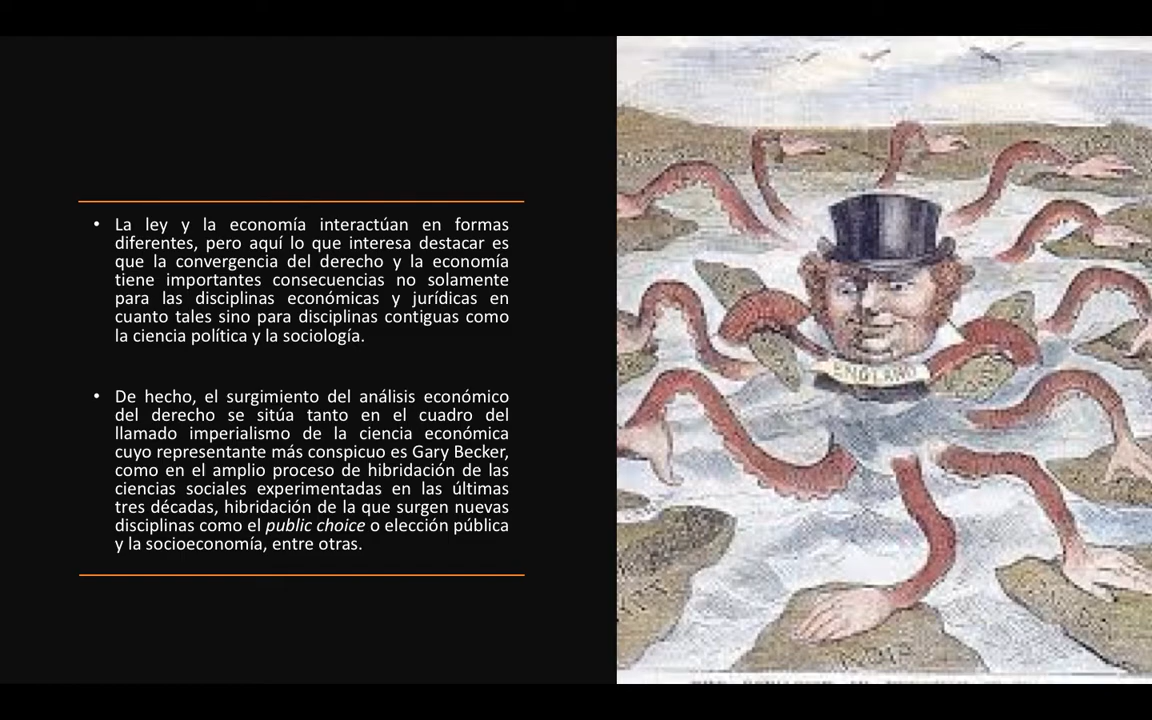 • La ley y la economía interactúan en formas
diferentes, pero aquí lo que interesa destacar es
que la convergencia del derecho y la economía
tiene importantes consecuencias no solamente
para las disciplinas económicas y jurídicas en
cuanto tales sino para disciplinas contiguas como
la ciencia política y la sociología.
• De hecho, el surgimiento del análisis económico
del derecho se sitúa tanto en el cuadro del
llamado imperialismo de la ciencia económica
cuyo representante más conspicuo es Gary Becker,
como en el amplio proceso de hibridación de las
ciencias sociales experimentadas en las últimas
tres décadas, hibridación de la que surgen nuevas
disciplinas como el public choice o elección pública
y la socioeconomía, entre otras.
ENGLAND